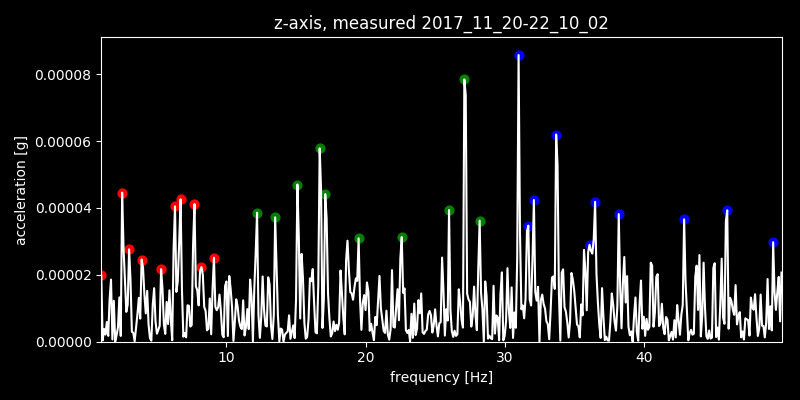 z-axis, measured 2017_11_20-22_10_02
0.00008
0.00006
0.00004
0.00002
0.00000
acceleration [g]
10 20 30 40
frequency [Hz]